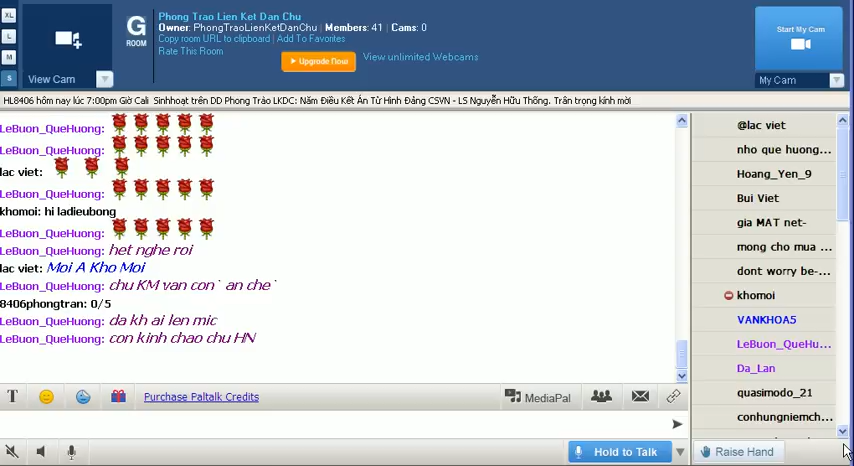 XL
L
M
S
View Cam
G
ROOM
Phong Trao Lien Ket Dan Chu
Owner: PhongTraoLienKetDanChu | Members: 41 | Cams: 0
Copy room URL to clipboard | Add To Favorites
Rate This Room
Upgrade Now
View unlimited Webcams
Start My Cam
My Cam
HL8406 hôm nay lúc 7:00pm Giờ Cali Sinhhoạt trên DD Phong Trào LKDC: Năm Điều Kết Án Tử Hình Đảng CSVN - LS Nguyễn Hữu Thống. Trân trọng kính mời
LeBuon_QueHuong:
LeBuon_QueHuong:
lac viet:
LeBuon_QueHuong:
khomoi: hi ladieubong
LeBuon_QueHuong:
LeBuon_QueHuong: het nghe roi
lac viet: Moi A Kho Moi
LeBuon_QueHuong: chu KM van con` an che`
8406phongtran: 0/5
LeBuon_QueHuong: da kh ai len mic
LeBuon_QueHuong: con kinh chao chu HN
@lac viet
nho que huong...
Hoang_Yen_9
Bui Viet
gia MAT net-
mong cho mua ...
dont worry be-...
khomoi
VANKHOA5
LeBuon_QueHu...
Da_Lan
quasimodo_21
conhungniemch...
T
Purchase Paltalk Credits
MediaPal
Hold to Talk
Raise Hand